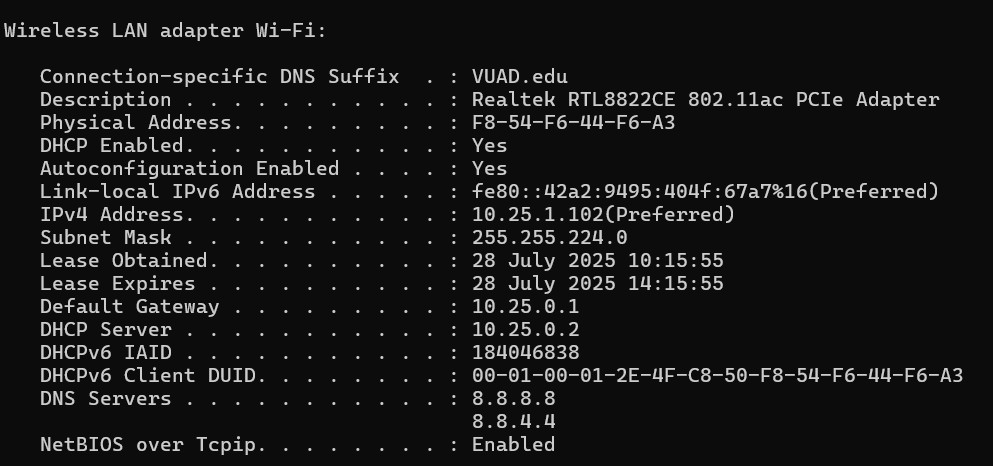 Wireless LAN adapter Wi-Fi:
Connection-specific DNS Suffix  . : VUAD.edu
Description . . . . . . . . . . . : Realtek RTL8822CE 802.11ac PCIe Adapter
Physical Address. . . . . . . . . : F8-54-F6-44-F6-A3
DHCP Enabled. . . . . . . . . . . : Yes
Autoconfiguration Enabled . . . . : Yes
Link-local IPv6 Address . . . . . : fe80::42a2:9495:404f:67a7%16(Preferred)
IPv4 Address. . . . . . . . . . . : 10.25.1.102(Preferred)
Subnet Mask . . . . . . . . . . . : 255.255.224.0
Lease Obtained. . . . . . . . . . : 28 July 2025 10:15:55
Lease Expires . . . . . . . . . . : 28 July 2025 14:15:55
Default Gateway . . . . . . . . . : 10.25.0.1
DHCP Server . . . . . . . . . . . : 10.25.0.2
DHCPv6 IAID . . . . . . . . . . . : 184046838
DHCPv6 Client DUID. . . . . . . . : 00-01-00-01-2E-4F-C8-50-F8-54-F6-44-F6-A3
DNS Servers . . . . . . . . . . . : 8.8.8.8
8.8.4.4
NetBIOS over Tcpip. . . . . . . . : Enabled